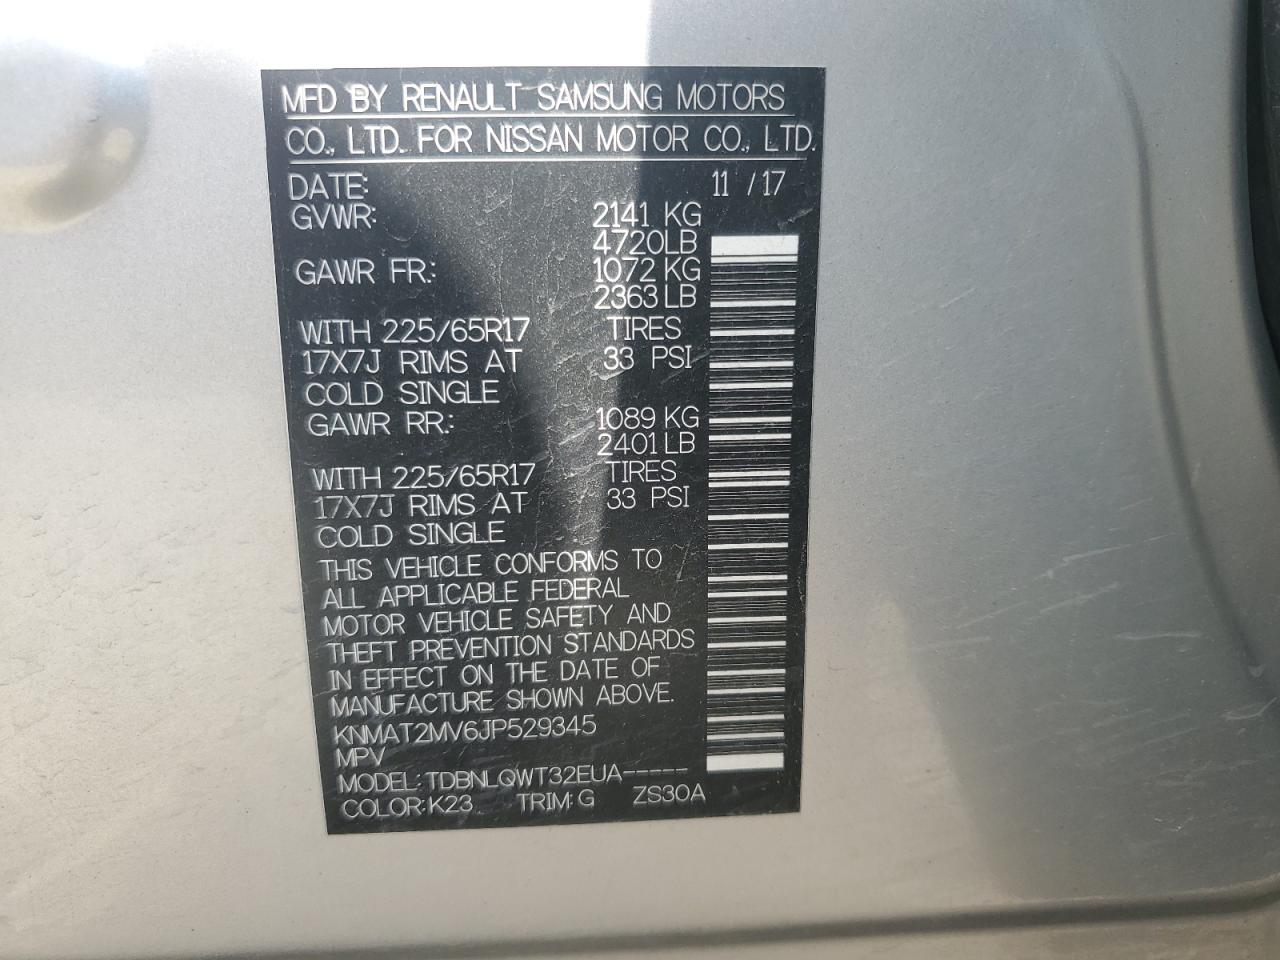 MFD BY RENAULT SAMSUNG MOTORS
CO., LTD. FOR NISSAN MOTOR CO., LTD.
DATE: 11 /17
GVWR: 2141 KG
4720LB
GAWR FR.: 1072 KG
2363 LB
WITH 225/65R17 TIRES
17X7J RIMS AT 33 PSI
COLD SINGLE
GAWR RR.: 1089 KG
2401 LB
WITH 225/65R17 TIRES
17X7J RIMS AT 33 PSI
COLD SINGLE
THIS VEHICLE CONFORMS TO
ALL APPLICABLE FEDERAL
MOTOR VEHICLE SAFETY AND
THEFT PREVENTION STANDARDS
IN EFFECT ON THE DATE OF
MANUFACTURE SHOWN ABOVE.
KNMAT2MV6JP529345
MPV
MODEL: TDBNLQWT32EUA-----
COLOR: K23 TRIM: G ZS30A